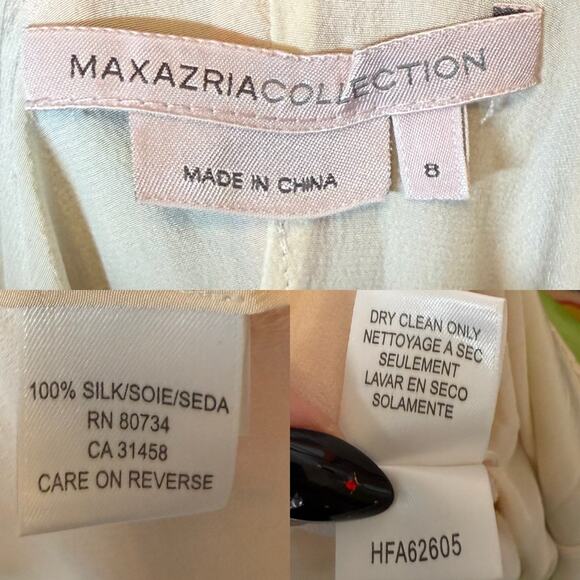 MAXAZRIACOLLECTION
MADE IN CHINA
8
100% SILK/SOIE/SEDA
RN 80734
CA 31458
CARE ON REVERSE
DRY CLEAN ONLY
NETTOYAGE A SEC
SEULEMENT
LAVAR EN SECO
SOLAMENTE
HFA62605